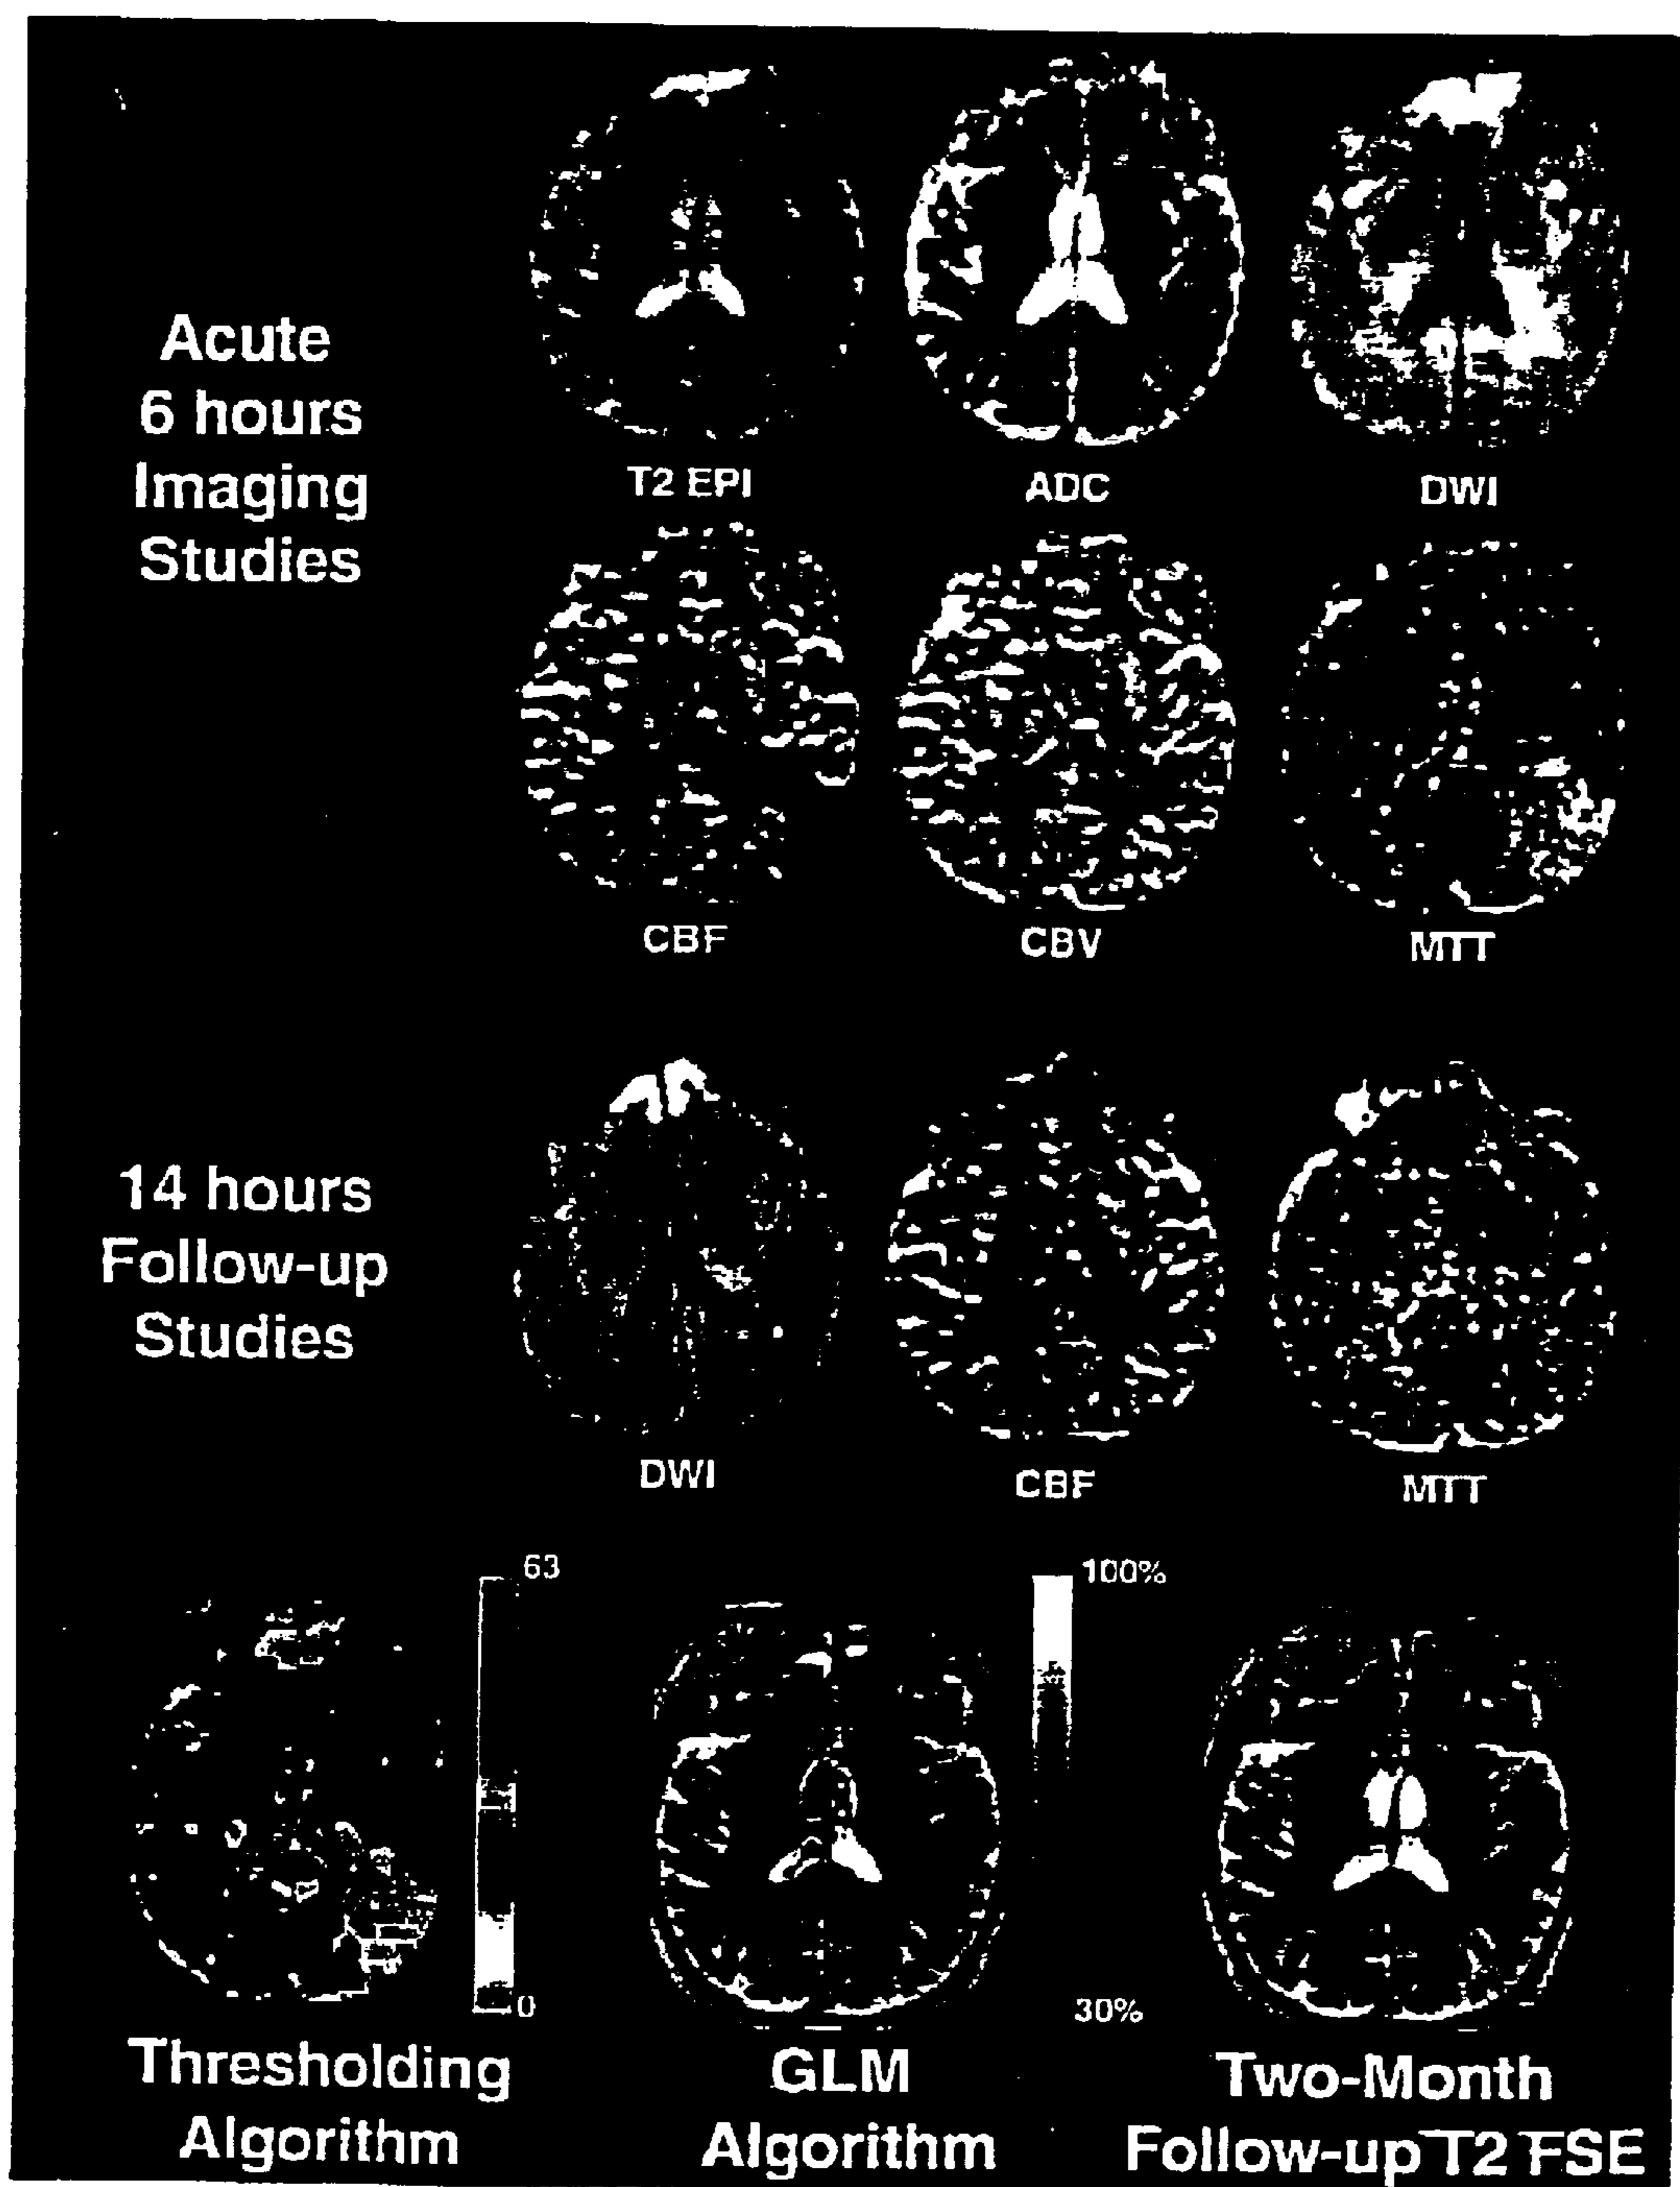 Acute
6 hours
Imaging
Studies
T2 EPI
ADC
DWI
CBF
CBV
MTT
14 hours
Follow-up
Studies
DWI
CBF
MTT
63
0
100%
30%
Thresholding
Algorithm
GLM
Algorithm
Two-Month
Follow-up T2 FSE